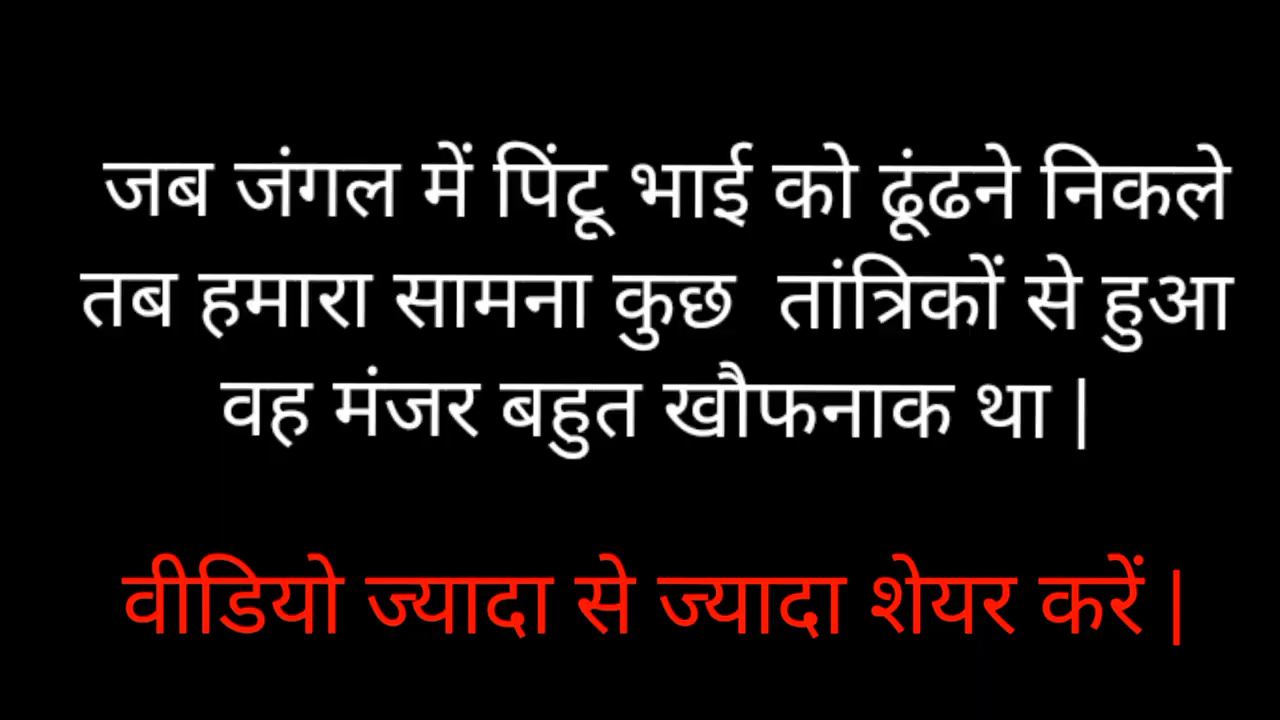 जब जंगल में पिंटू भाई को ढूंढने निकले
तब हमारा सामना कुछ तांत्रिकों से हुआ
वह मंजर बहुत खौफनाक था |
वीडियो ज्यादा से ज्यादा शेयर करें |